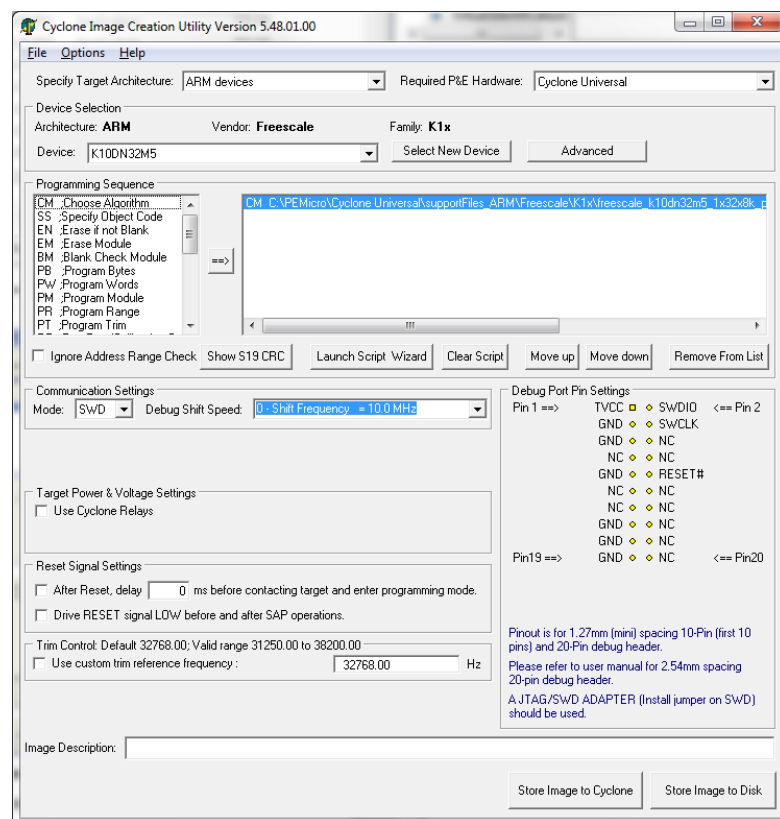 Cyclone Image Creation Utility Version 5.48.01.00
File Options Help
Specify Target Architecture: ARM devices Required P&E Hardware: Cyclone Universal
Device Selection
Architecture: ARM Vendor: Freescale Family: K1x
Device: K10DN32M5 Select New Device Advanced
Programming Sequence
CM ;Choose Algorithm
SS ;Specify Object Code
EN ;Erase if not Blank
EM ;Erase Module
BM ;Blank Check Module
PB ;Program Bytes
PW ;Program Words
PM ;Program Module
PR ;Program Range
PT ;Program Trim
==>
CM C:\PEMicro\Cyclone Universal\supportFiles_ARM\Freescale\K1x\freescale_k10dn32m5_1x32x8k_p
Ignore Address Range Check Show S19 CRC Launch Script Wizard Clear Script Move up Move down Remove From List
Communication Settings
Mode: SWD Debug Shift Speed: 0 - Shift Frequency = 10.0 MHz
Target Power & Voltage Settings
Use Cyclone Relays
Reset Signal Settings
After Reset, delay 0 ms before contacting target and enter programming mode.
Drive RESET signal LOW before and after SAP operations.
Trim Control: Default 32768.00; Valid range 31250.00 to 38200.00
Use custom trim reference frequency : 32768.00 Hz
Debug Port Pin Settings
Pin 1 ==> TVCC SWDIO <== Pin 2
GND SWCLK
GND NC
NC NC
GND RESET#
NC NC
NC NC
GND NC
GND NC
Pin19 ==> GND NC <== Pin20
Pinout is for 1.27mm (mini) spacing 10-Pin (first 10
pins) and 20-Pin debug header.
Please refer to user manual for 2.54mm spacing
20-pin debug header.
A JTAG/SWD ADAPTER (Install jumper on SWD)
should be used.
Image Description:
Store Image to Cyclone Store Image to Disk